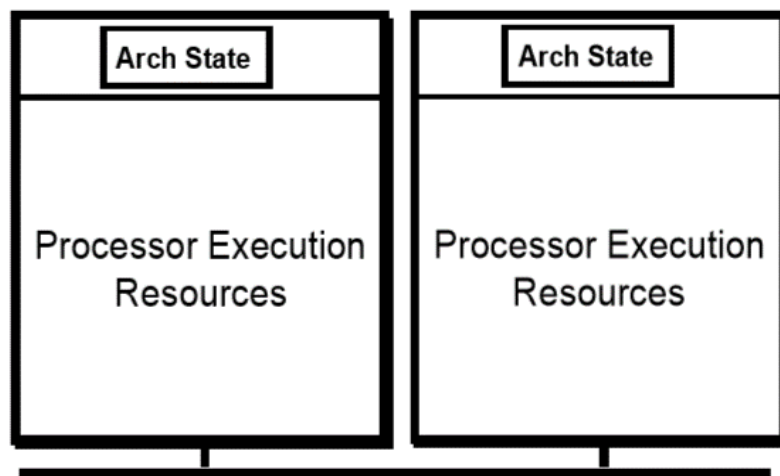 Arch State
Processor Execution
Resources
Arch State
Processor Execution
Resources